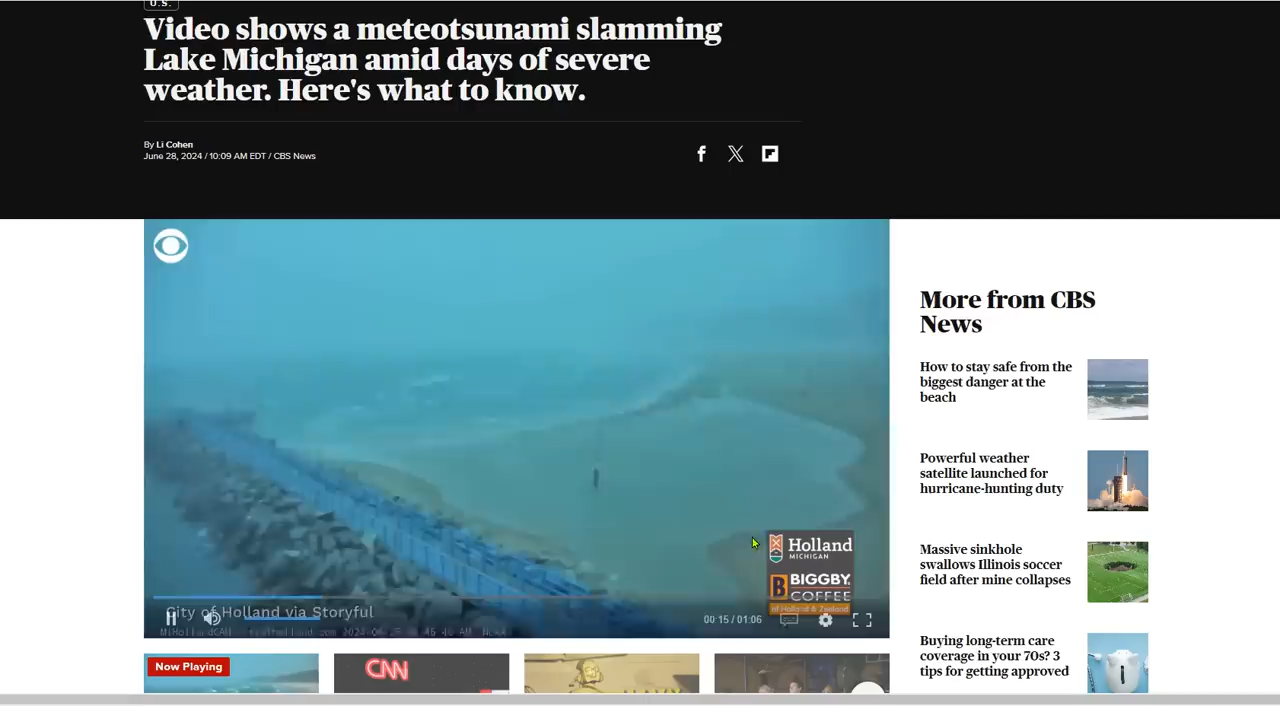 U.S.
Video shows a meteotsunami slamming
Lake Michigan amid days of severe
weather. Here's what to know.
By Li Cohen
June 28, 2024 / 10:09 AM EDT / CBS News
More from CBS
News
How to stay safe from the
biggest danger at the
beach
Powerful weather
satellite launched for
hurricane-hunting duty
Massive sinkhole
swallows Illinois soccer
field after mine collapses
Buying long-term care
coverage in your 70s? 3
tips for getting approved
Holland
MICHIGAN
BIGGBY
COFFEE
of Holland & Zeeland
City of Holland via Storyful
00:15 / 01:06
Now Playing
CNN
NAVY